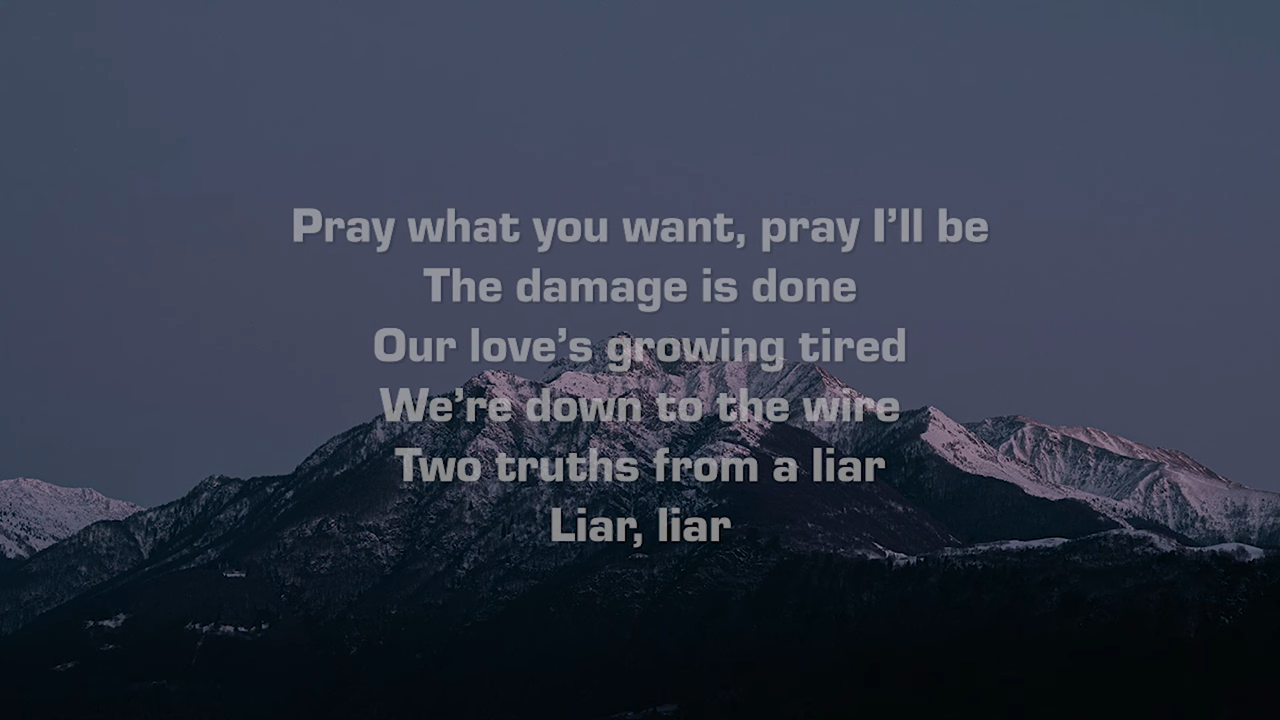 Pray what you want, pray I’ll be
The damage is done
Our love’s growing tired
We’re down to the wire
Two truths from a liar
Liar, liar